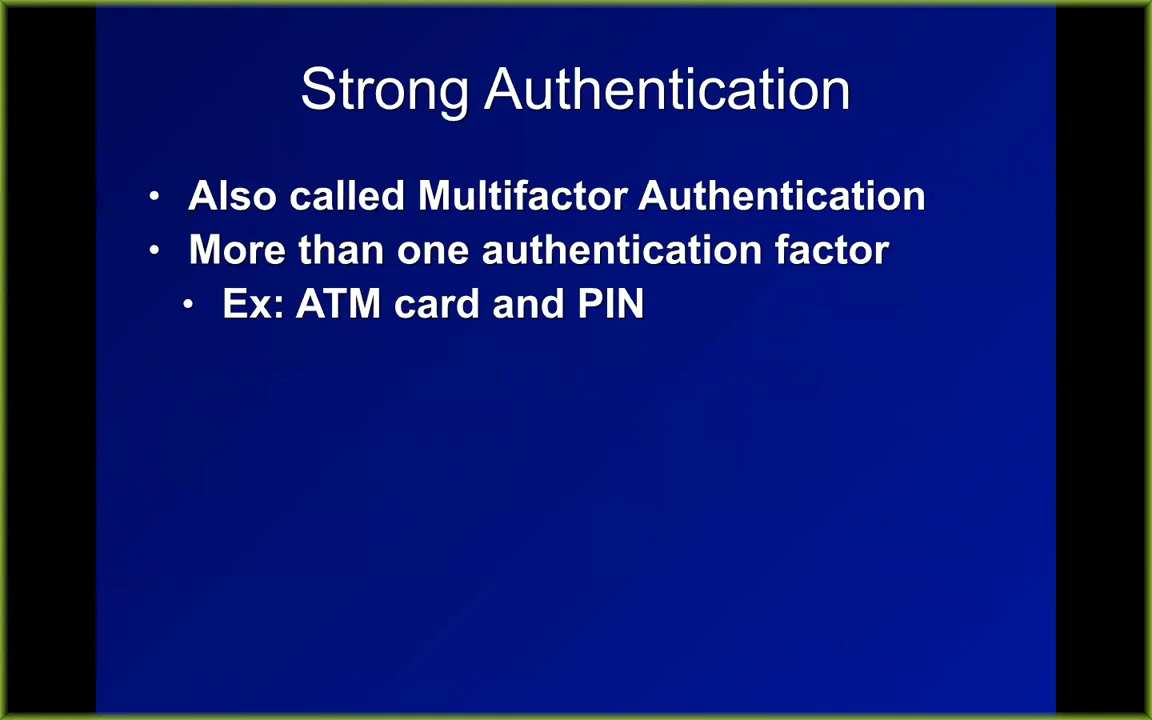 Strong Authentication
• Also called Multifactor Authentication
• More than one authentication factor
• Ex: ATM card and PIN